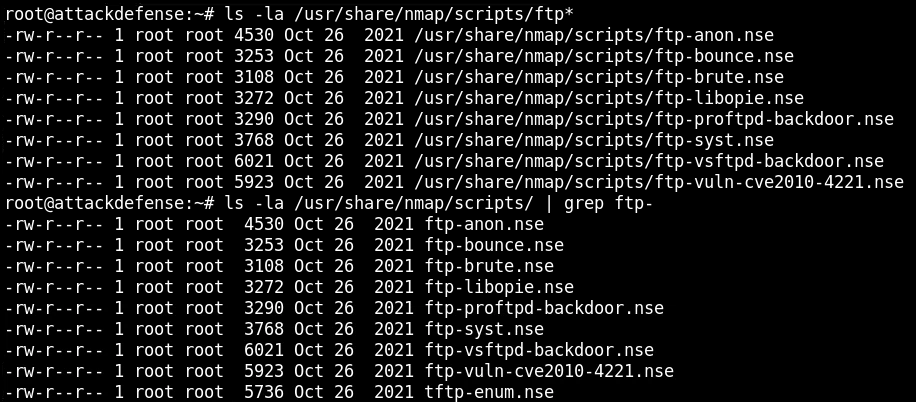 root@attackdefense:~# ls -la /usr/share/nmap/scripts/ftp*
-rw-r--r-- 1 root root 4530 Oct 26  2021 /usr/share/nmap/scripts/ftp-anon.nse
-rw-r--r-- 1 root root 3253 Oct 26  2021 /usr/share/nmap/scripts/ftp-bounce.nse
-rw-r--r-- 1 root root 3108 Oct 26  2021 /usr/share/nmap/scripts/ftp-brute.nse
-rw-r--r-- 1 root root 3272 Oct 26  2021 /usr/share/nmap/scripts/ftp-libopie.nse
-rw-r--r-- 1 root root 3290 Oct 26  2021 /usr/share/nmap/scripts/ftp-proftpd-backdoor.nse
-rw-r--r-- 1 root root 3768 Oct 26  2021 /usr/share/nmap/scripts/ftp-syst.nse
-rw-r--r-- 1 root root 6021 Oct 26  2021 /usr/share/nmap/scripts/ftp-vsftpd-backdoor.nse
-rw-r--r-- 1 root root 5923 Oct 26  2021 /usr/share/nmap/scripts/ftp-vuln-cve2010-4221.nse
root@attackdefense:~# ls -la /usr/share/nmap/scripts/ | grep ftp-
-rw-r--r-- 1 root root  4530 Oct 26  2021 ftp-anon.nse
-rw-r--r-- 1 root root  3253 Oct 26  2021 ftp-bounce.nse
-rw-r--r-- 1 root root  3108 Oct 26  2021 ftp-brute.nse
-rw-r--r-- 1 root root  3272 Oct 26  2021 ftp-libopie.nse
-rw-r--r-- 1 root root  3290 Oct 26  2021 ftp-proftpd-backdoor.nse
-rw-r--r-- 1 root root  3768 Oct 26  2021 ftp-syst.nse
-rw-r--r-- 1 root root  6021 Oct 26  2021 ftp-vsftpd-backdoor.nse
-rw-r--r-- 1 root root  5923 Oct 26  2021 ftp-vuln-cve2010-4221.nse
-rw-r--r-- 1 root root  5736 Oct 26  2021 tftp-enum.nse